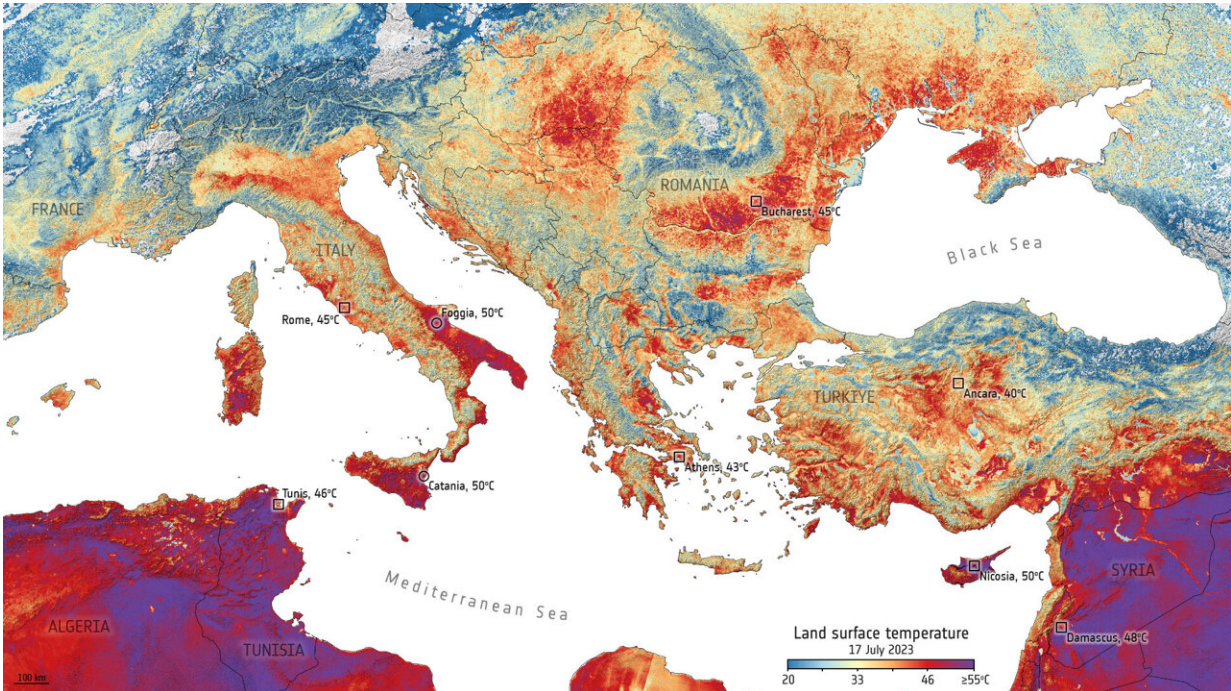 ROMANIA
Bucharest, 45°C
FRANCE
ITALY
Black Sea
Rome, 45°C
Foggia, 50°C
TÜRKIYE
Ancara, 40°C
Athens, 43°C
Catania, 50°C
Tunis, 46°C
Mediterranean Sea
Nicosia, 50°C
SYRIA
ALGERIA
TUNISIA
Damascus, 48°C
Land surface temperature
17 July 2023
20 33 46 ≥55°C
100 km